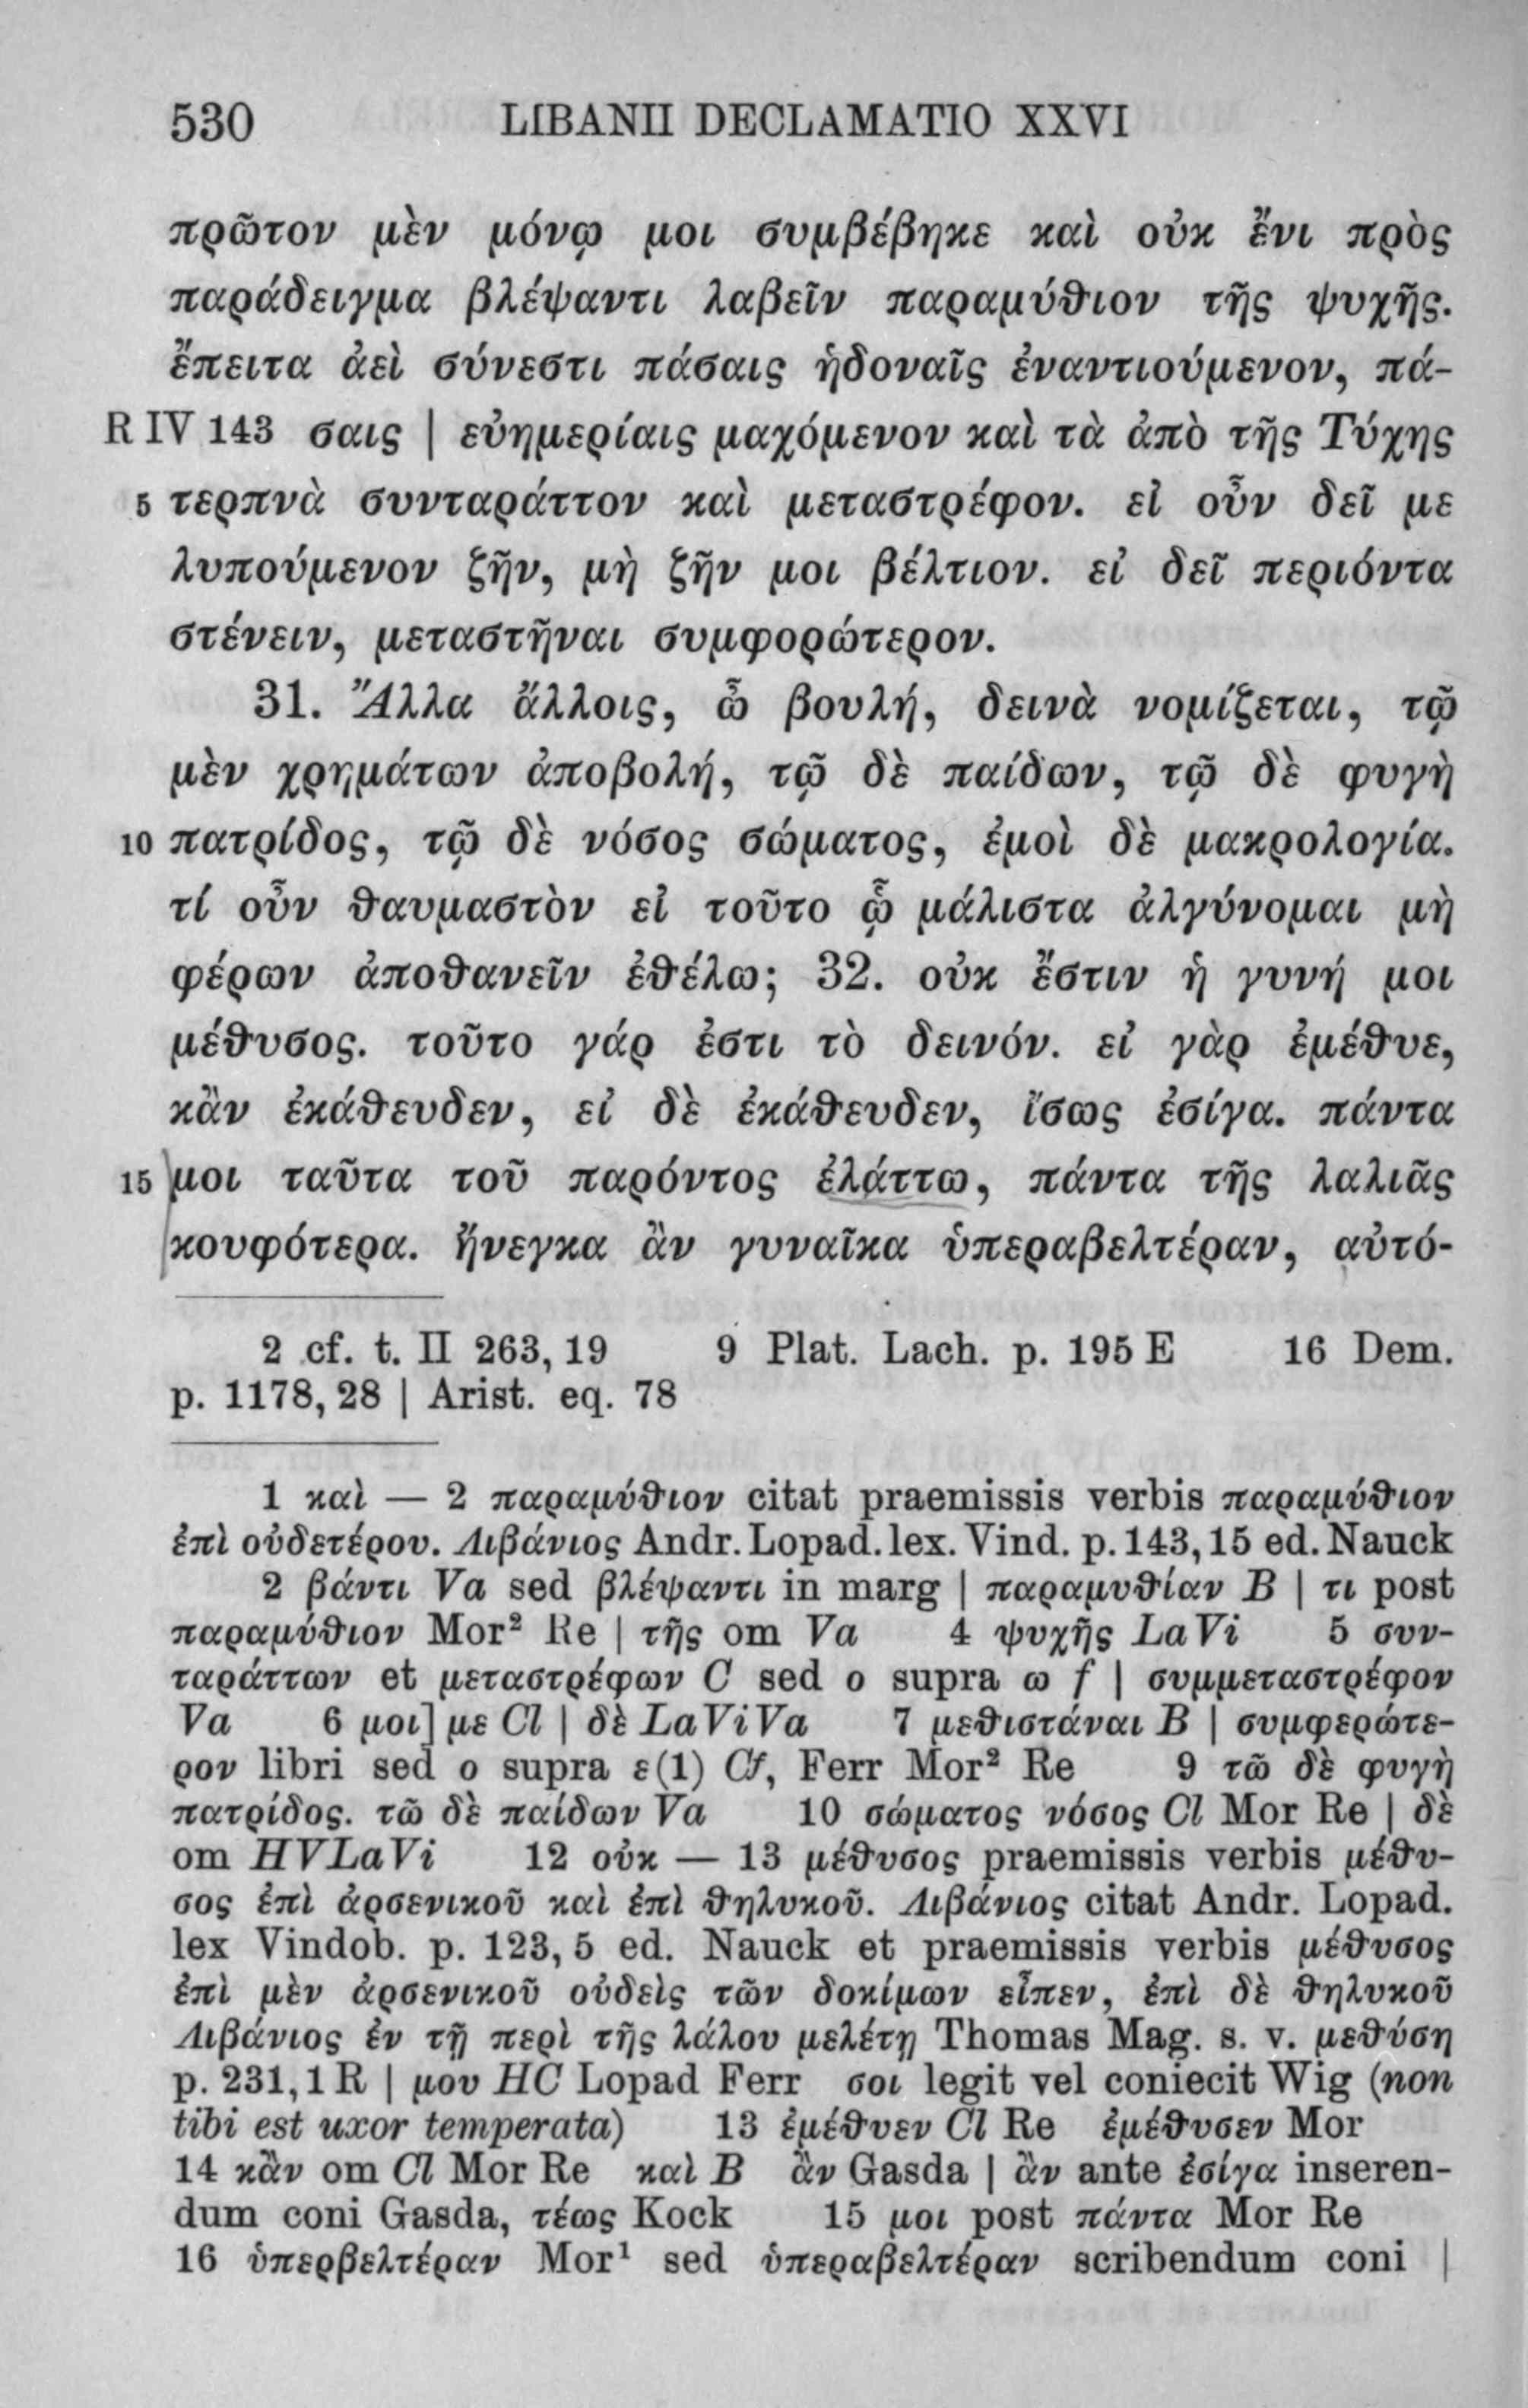 530 LIBANII DECLAMATIO XXVI
πρῶτον μὲν μόνῳ μοι συμβέβηκε καὶ οὐκ ἔνι πρὸς
παράδειγμα βλέψαντι λαβεῖν παραμύθιον τῆς ψυχῆς.
ἔπειτα ἀεὶ σύνεστι πάσαις ἡδοναῖς ἐναντιούμενον, πά-
R IV 143 σαις | εὐημερίαις μαχόμενον καὶ τὰ ἀπὸ τῆς Τύχης
5 τερπνὰ συνταράττον καὶ μεταστρέφον. εἰ οὖν δεῖ με
λυπούμενον ζῆν, μὴ ζῆν μοι βέλτιον. εἰ δεῖ περιόντα
στένειν, μεταστῆναι συμφορώτερον.
31. Ἄλλα ἄλλοις, ὦ βουλή, δεινὰ νομίζεται, τῷ
μὲν χρημάτων ἀποβολή, τῷ δὲ παίδων, τῷ δὲ φυγὴ
10 πατρίδος, τῷ δὲ νόσος σώματος, ἐμοὶ δὲ μακρολογία.
τί οὖν θαυμαστὸν εἰ τοῦτο ᾧ μάλιστα ἀλγύνομαι μὴ
φέρων ἀποθανεῖν ἐθέλω; 32. οὐκ ἔστιν ἡ γυνή μοι
μέθυσος. τοῦτο γάρ ἐστι τὸ δεινόν. εἰ γὰρ ἐμέθυε,
κἂν ἐκάθευδεν, εἰ δὲ ἐκάθευδεν, ἴσως ἐσίγα. πάντα
15 μοι ταῦτα τοῦ παρόντος ἐλάττω, πάντα τῆς λαλιᾶς
κουφότερα. ἤνεγκα ἂν γυναῖκα ὑπεραβελτέραν, αὐτό-
2 cf. t. II 263, 19 9 Plat. Lach. p. 195 E 16 Dem.
p. 1178, 28 | Arist. eq. 78
1 καὶ — 2 παραμύθιον citat praemissis verbis παραμύθιον
ἐπὶ οὐδετέρου. Λιβάνιος Andr. Lopad. lex. Vind. p. 143, 15 ed. Nauck
2 βάντι Va sed βλέψαντι in marg | παραμυθίαν B | τι post
παραμύθιον Mor² Re | τῆς om Va 4 ψυχῆς La Vi 5 συν-
ταράττων et μεταστρέφων C sed ο supra ω f | συμμεταστρέφον
Va 6 μοι] με Cl | δὲ La Vi Va 7 μεθιστάναι B | συμφερώτε-
ρον libri sed ο supra ε(1) Cf, Ferr Mor² Re 9 τῶ δὲ φυγὴ
πατρίδος. τῶ δὲ παίδων Va 10 σώματος νόσος Cl Mor Re | δὲ
om HVLaVi 12 οὐκ — 13 μέθυσος praemissis verbis μέθυ-
σος ἐπὶ ἀρσενικοῦ καὶ ἐπὶ θηλυκοῦ. Λιβάνιος citat Andr. Lopad.
lex Vindob. p. 123, 5 ed. Nauck et praemissis verbis μέθυσος
ἐπὶ μὲν ἀρσενικοῦ οὐδεὶς τῶν δοκίμων εἶπεν, ἐπὶ δὲ θηλυκοῦ
Λιβάνιος ἐν τῇ περὶ τῆς λάλου μελέτῃ Thomas Mag. s. v. μεθύση
p. 231, 1 R | μου HC Lopad Ferr σοι legit vel coniecit Wig (non
tibi est uxor temperata) 13 ἐμέθυεν Cl Re ἐμέθυσεν Mor
14 κἂν om Cl Mor Re καὶ B ἂν Gasda | ἂν ante ἐσίγα inseren-
dum coni Gasda, τέως Kock 15 μοι post πάντα Mor Re
16 ὑπερβελτέραν Mor¹ sed ὑπεραβελτέραν scribendum coni |